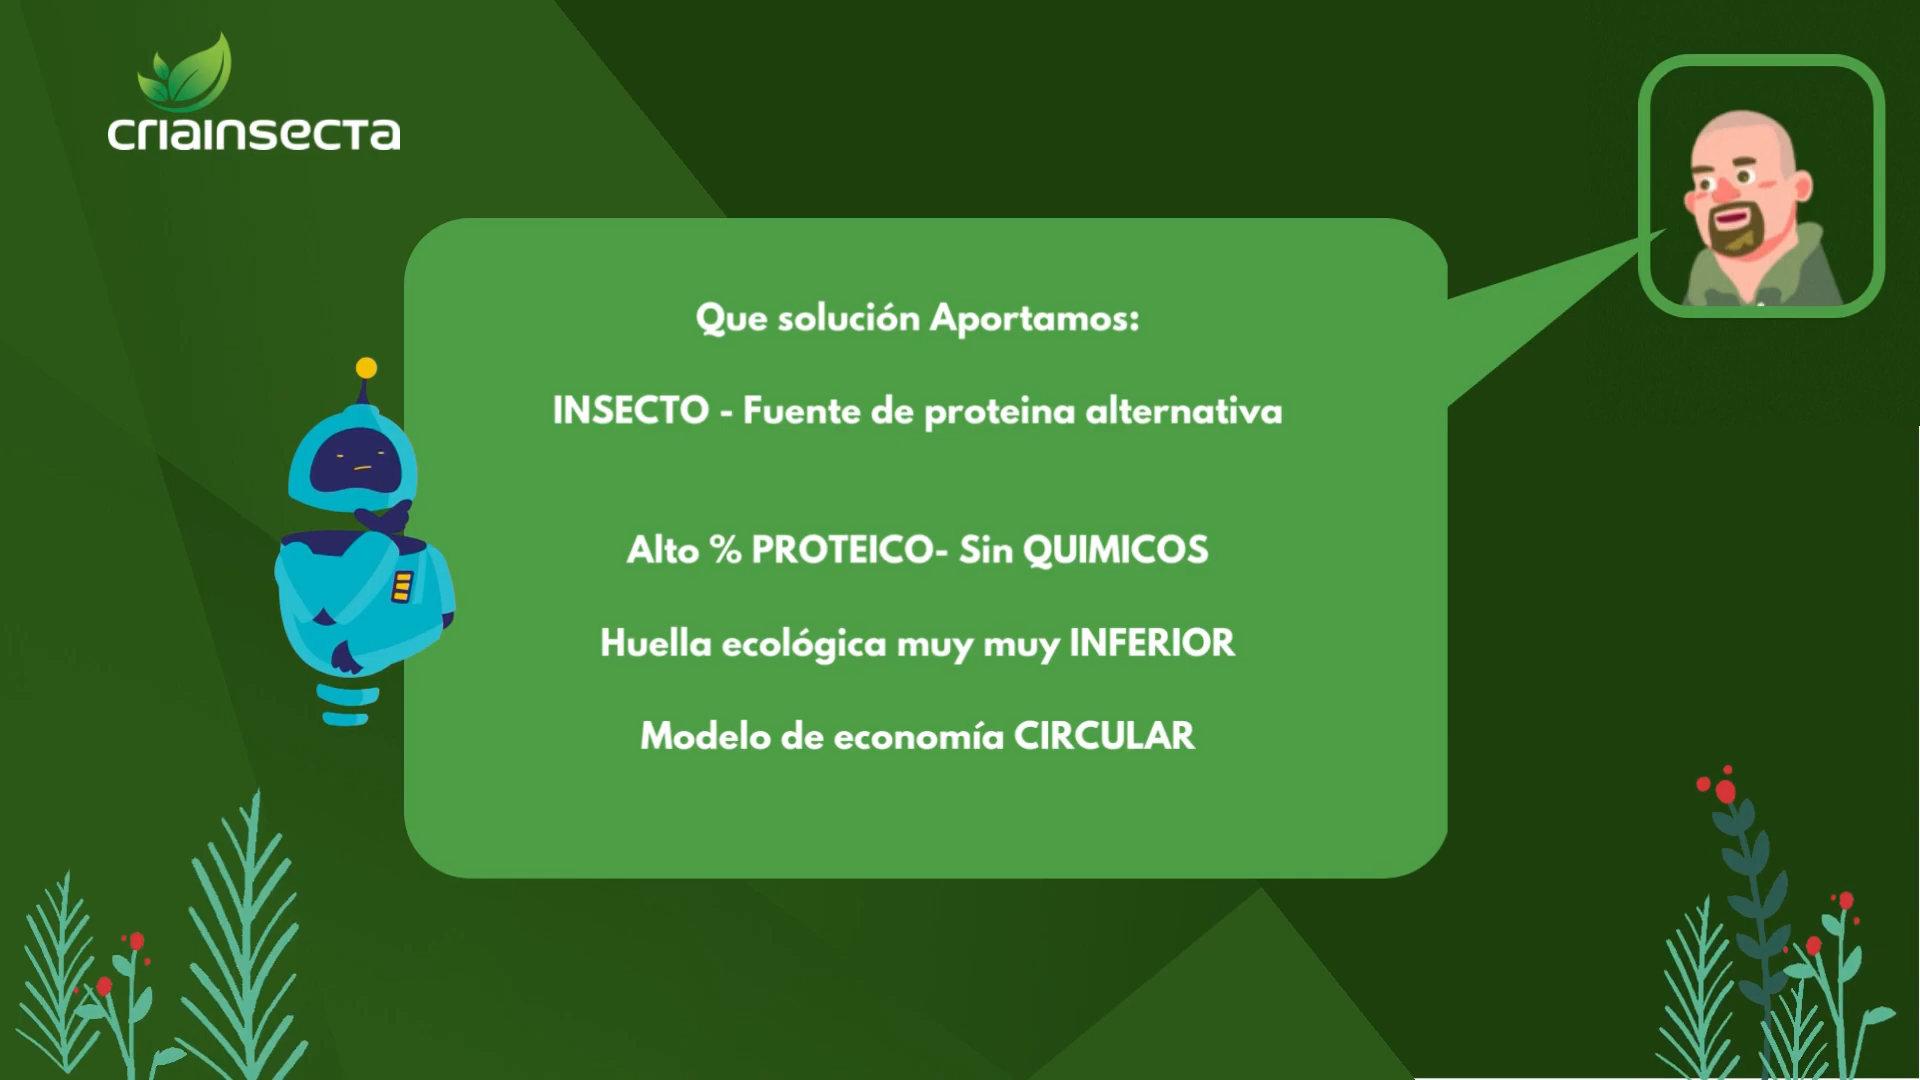 criainsecta
Que solución Aportamos:
INSECTO - Fuente de proteina alternativa
Alto % PROTEICO- Sin QUIMICOS
Huella ecológica muy muy INFERIOR
Modelo de economía CIRCULAR